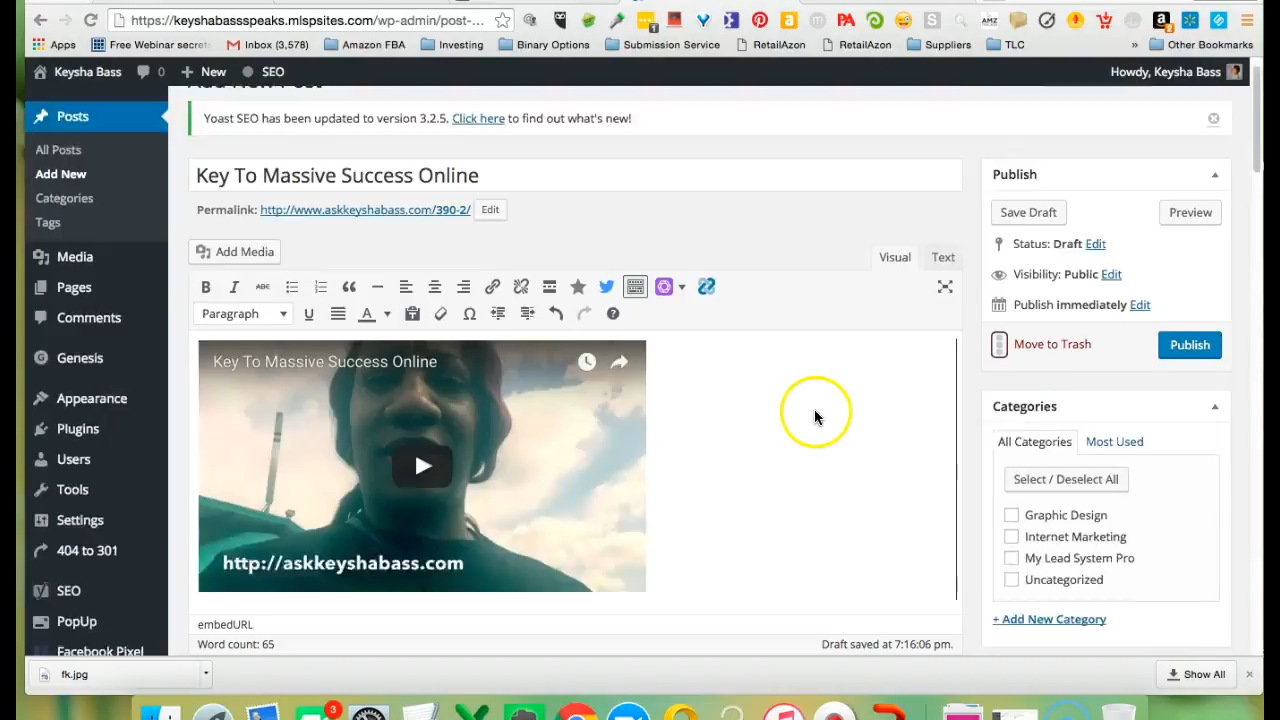 https://keyshabassspeaks.mlspsites.com/wp-admin/post-...
Apps
Free Webinar secrets
Inbox (3,578)
Amazon FBA
Investing
Binary Options
Submission Service
RetailAzon
RetailAzon
Suppliers
TLC
»
Other Bookmarks
Keysha Bass
0
New
SEO
Howdy, Keysha Bass
Posts
All Posts
Add New
Categories
Tags
Media
Pages
Comments
Genesis
Appearance
Plugins
Users
Tools
Settings
404 to 301
SEO
PopUp
Facebook Pixel
Add New Post
Yoast SEO has been updated to version 3.2.5. Click here to find out what's new!
Key To Massive Success Online
Permalink: http://www.askkeyshabass.com/390-2/ Edit
Add Media
Visual
Text
B I ABC
Paragraph
U A
Key To Massive Success Online
http://askkeyshabass.com
embedURL
Word count: 65
Draft saved at 7:16:06 pm.
Publish
Save Draft
Preview
Status: Draft Edit
Visibility: Public Edit
Publish immediately Edit
Move to Trash
Publish
Categories
All Categories
Most Used
Select / Deselect All
Graphic Design
Internet Marketing
My Lead System Pro
Uncategorized
+ Add New Category
fk.jpg
Show All
3